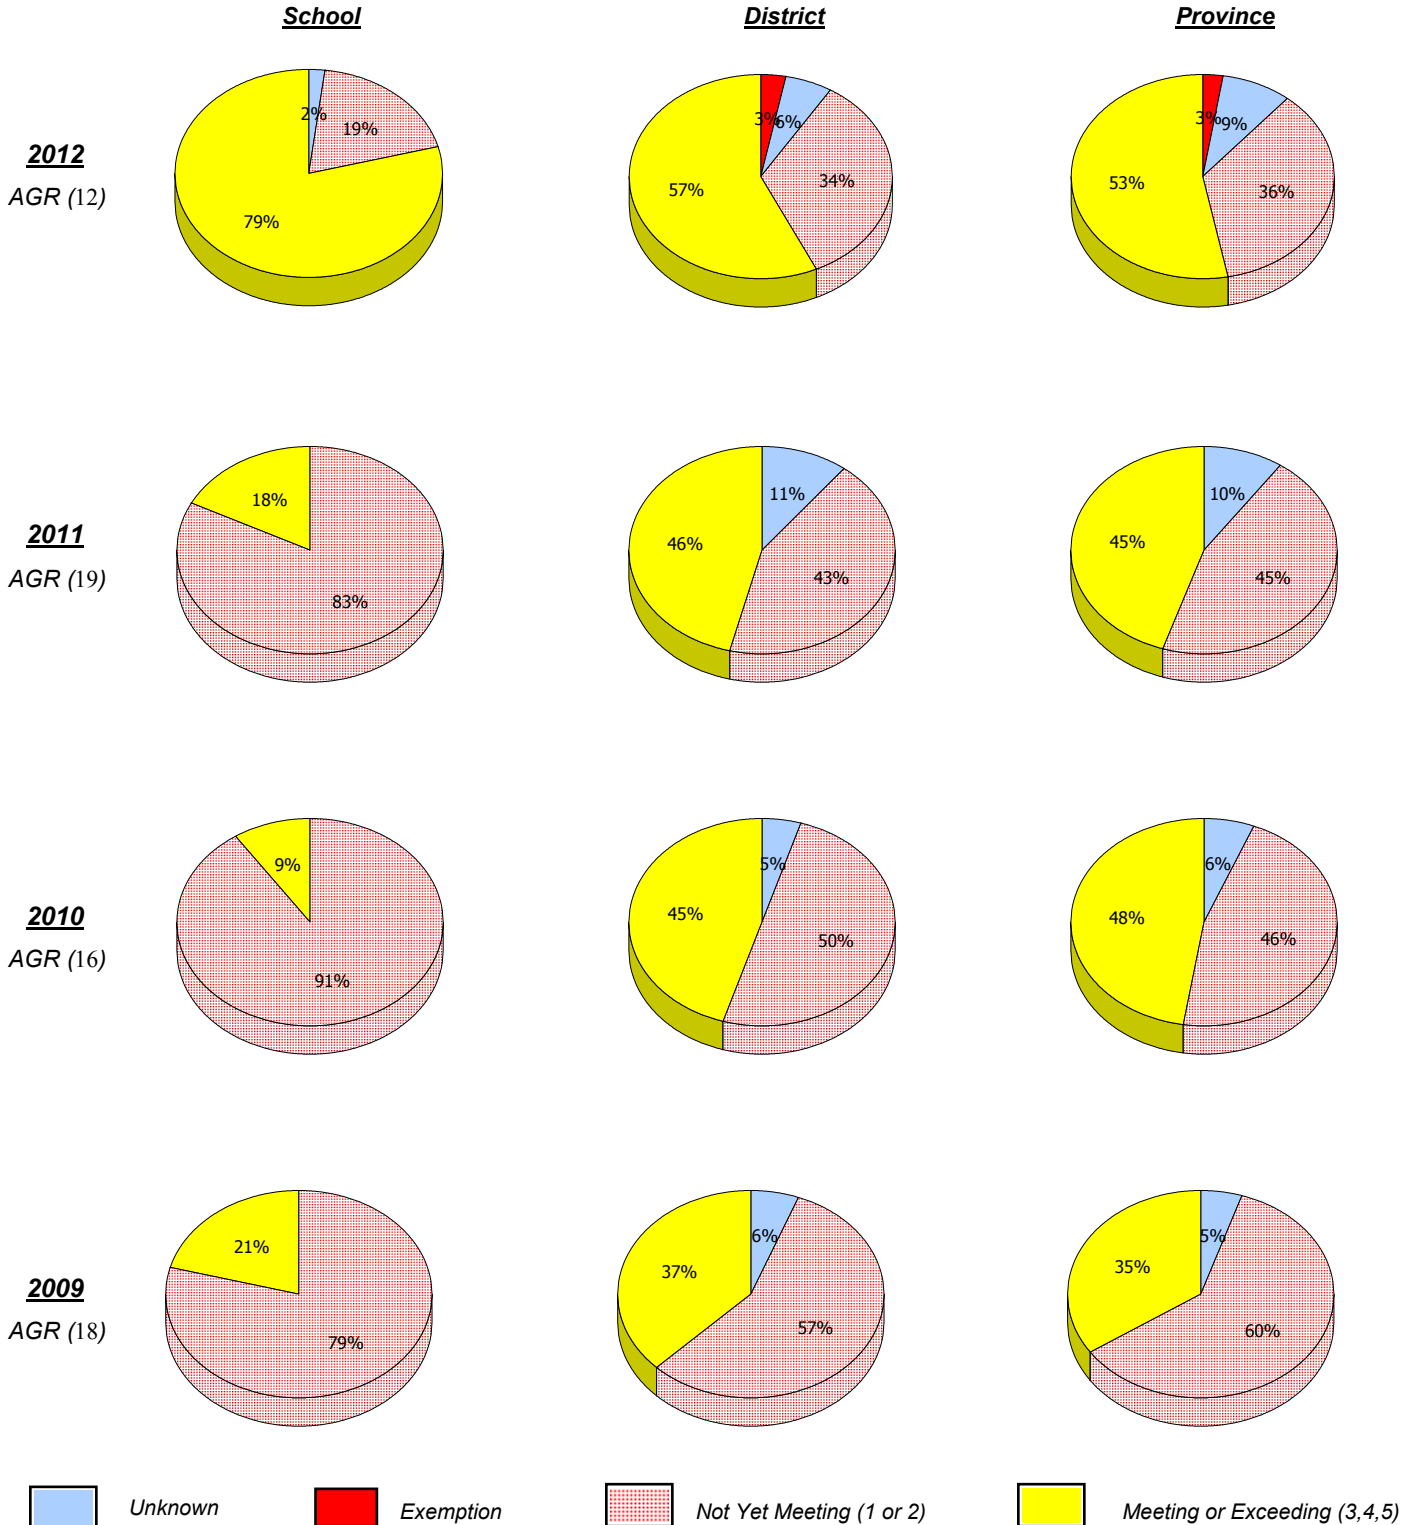 School District Province
2012
AGR (12)
2% 19% 79%
3% 6% 34% 57%
3% 9% 36% 53%
2011
AGR (19)
18% 83%
11% 46% 43%
10% 45% 45%
2010
AGR (16)
9% 91%
5% 45% 50%
6% 48% 46%
2009
AGR (18)
21% 79%
6% 37% 57%
5% 35% 60%
Unknown Exemption Not Yet Meeting (1 or 2) Meeting or Exceeding (3,4,5)